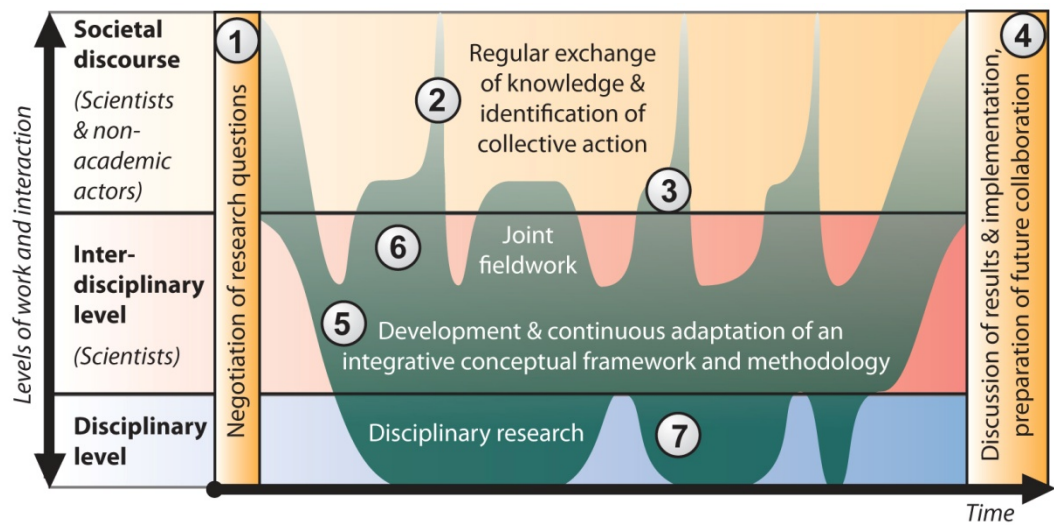 Levels of work and interaction
Societal
discourse
(Scientists
& non-
academic
actors)
Inter-
disciplinary
level
(Scientists)
Disciplinary
level
1
Negotiation of research questions
2
Regular exchange
of knowledge &
identification of
collective action
3
6
Joint
fieldwork
5
Development & continuous adaptation of an
integrative conceptual framework and methodology
Disciplinary research
7
4
Discussion of results & implementation,
preparation of future collaboration
Time